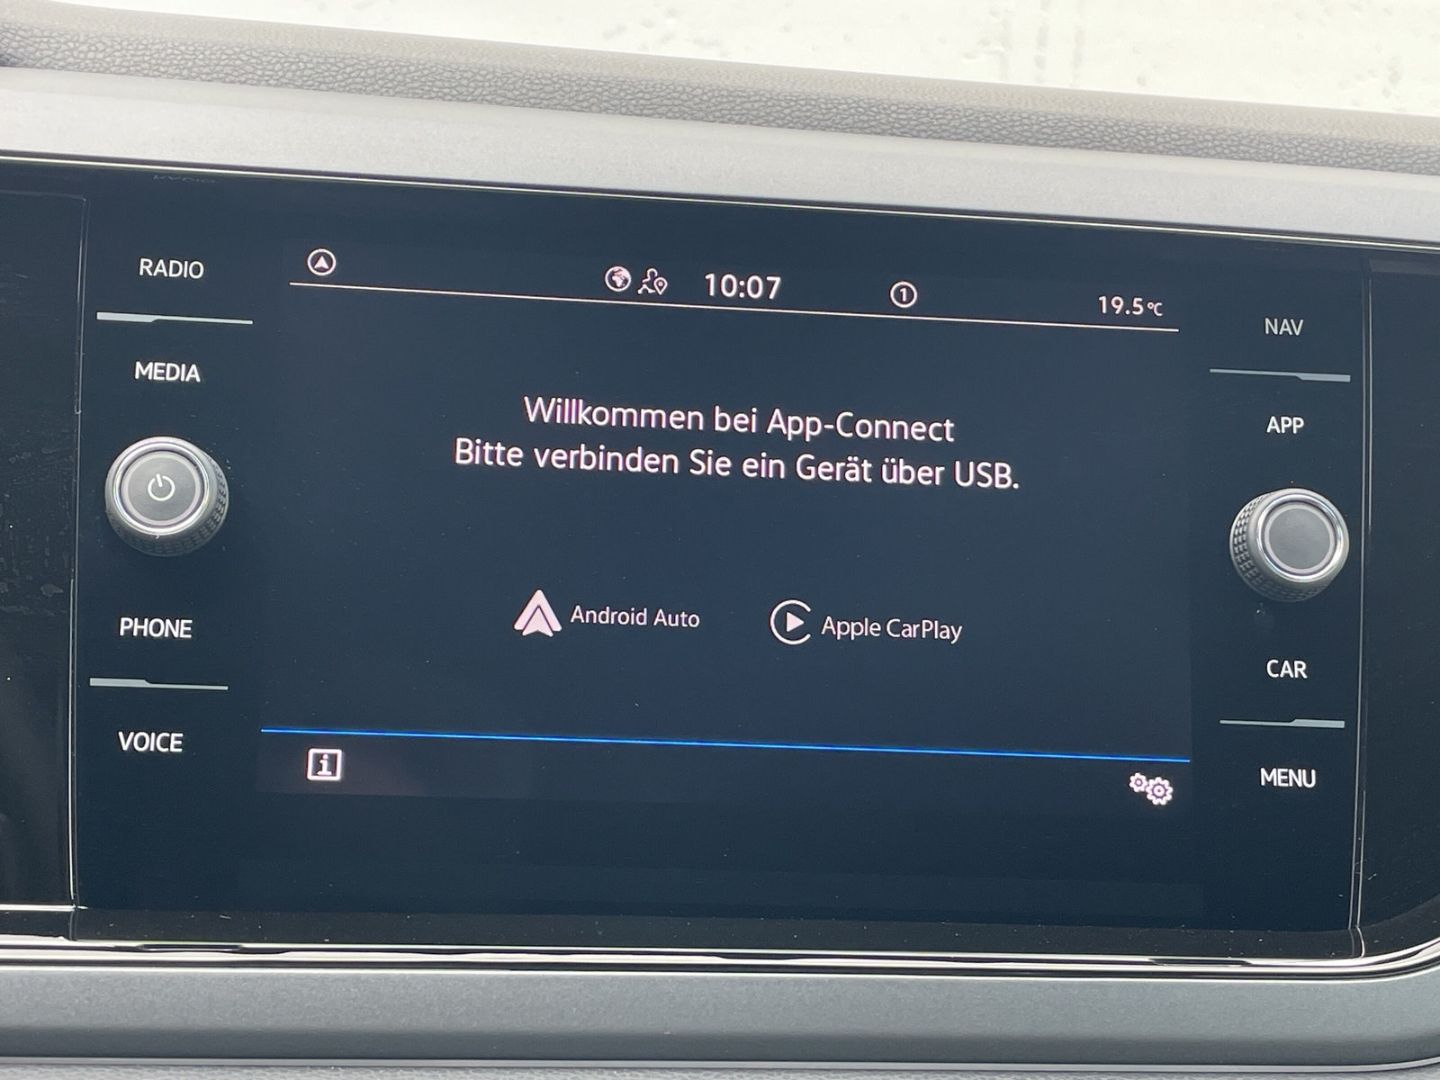 RADIO
MEDIA
PHONE
VOICE
10:07
1
19.5°C
Willkommen bei App-Connect
Bitte verbinden Sie ein Gerät über USB.
Android Auto
Apple CarPlay
i
NAV
APP
CAR
MENU